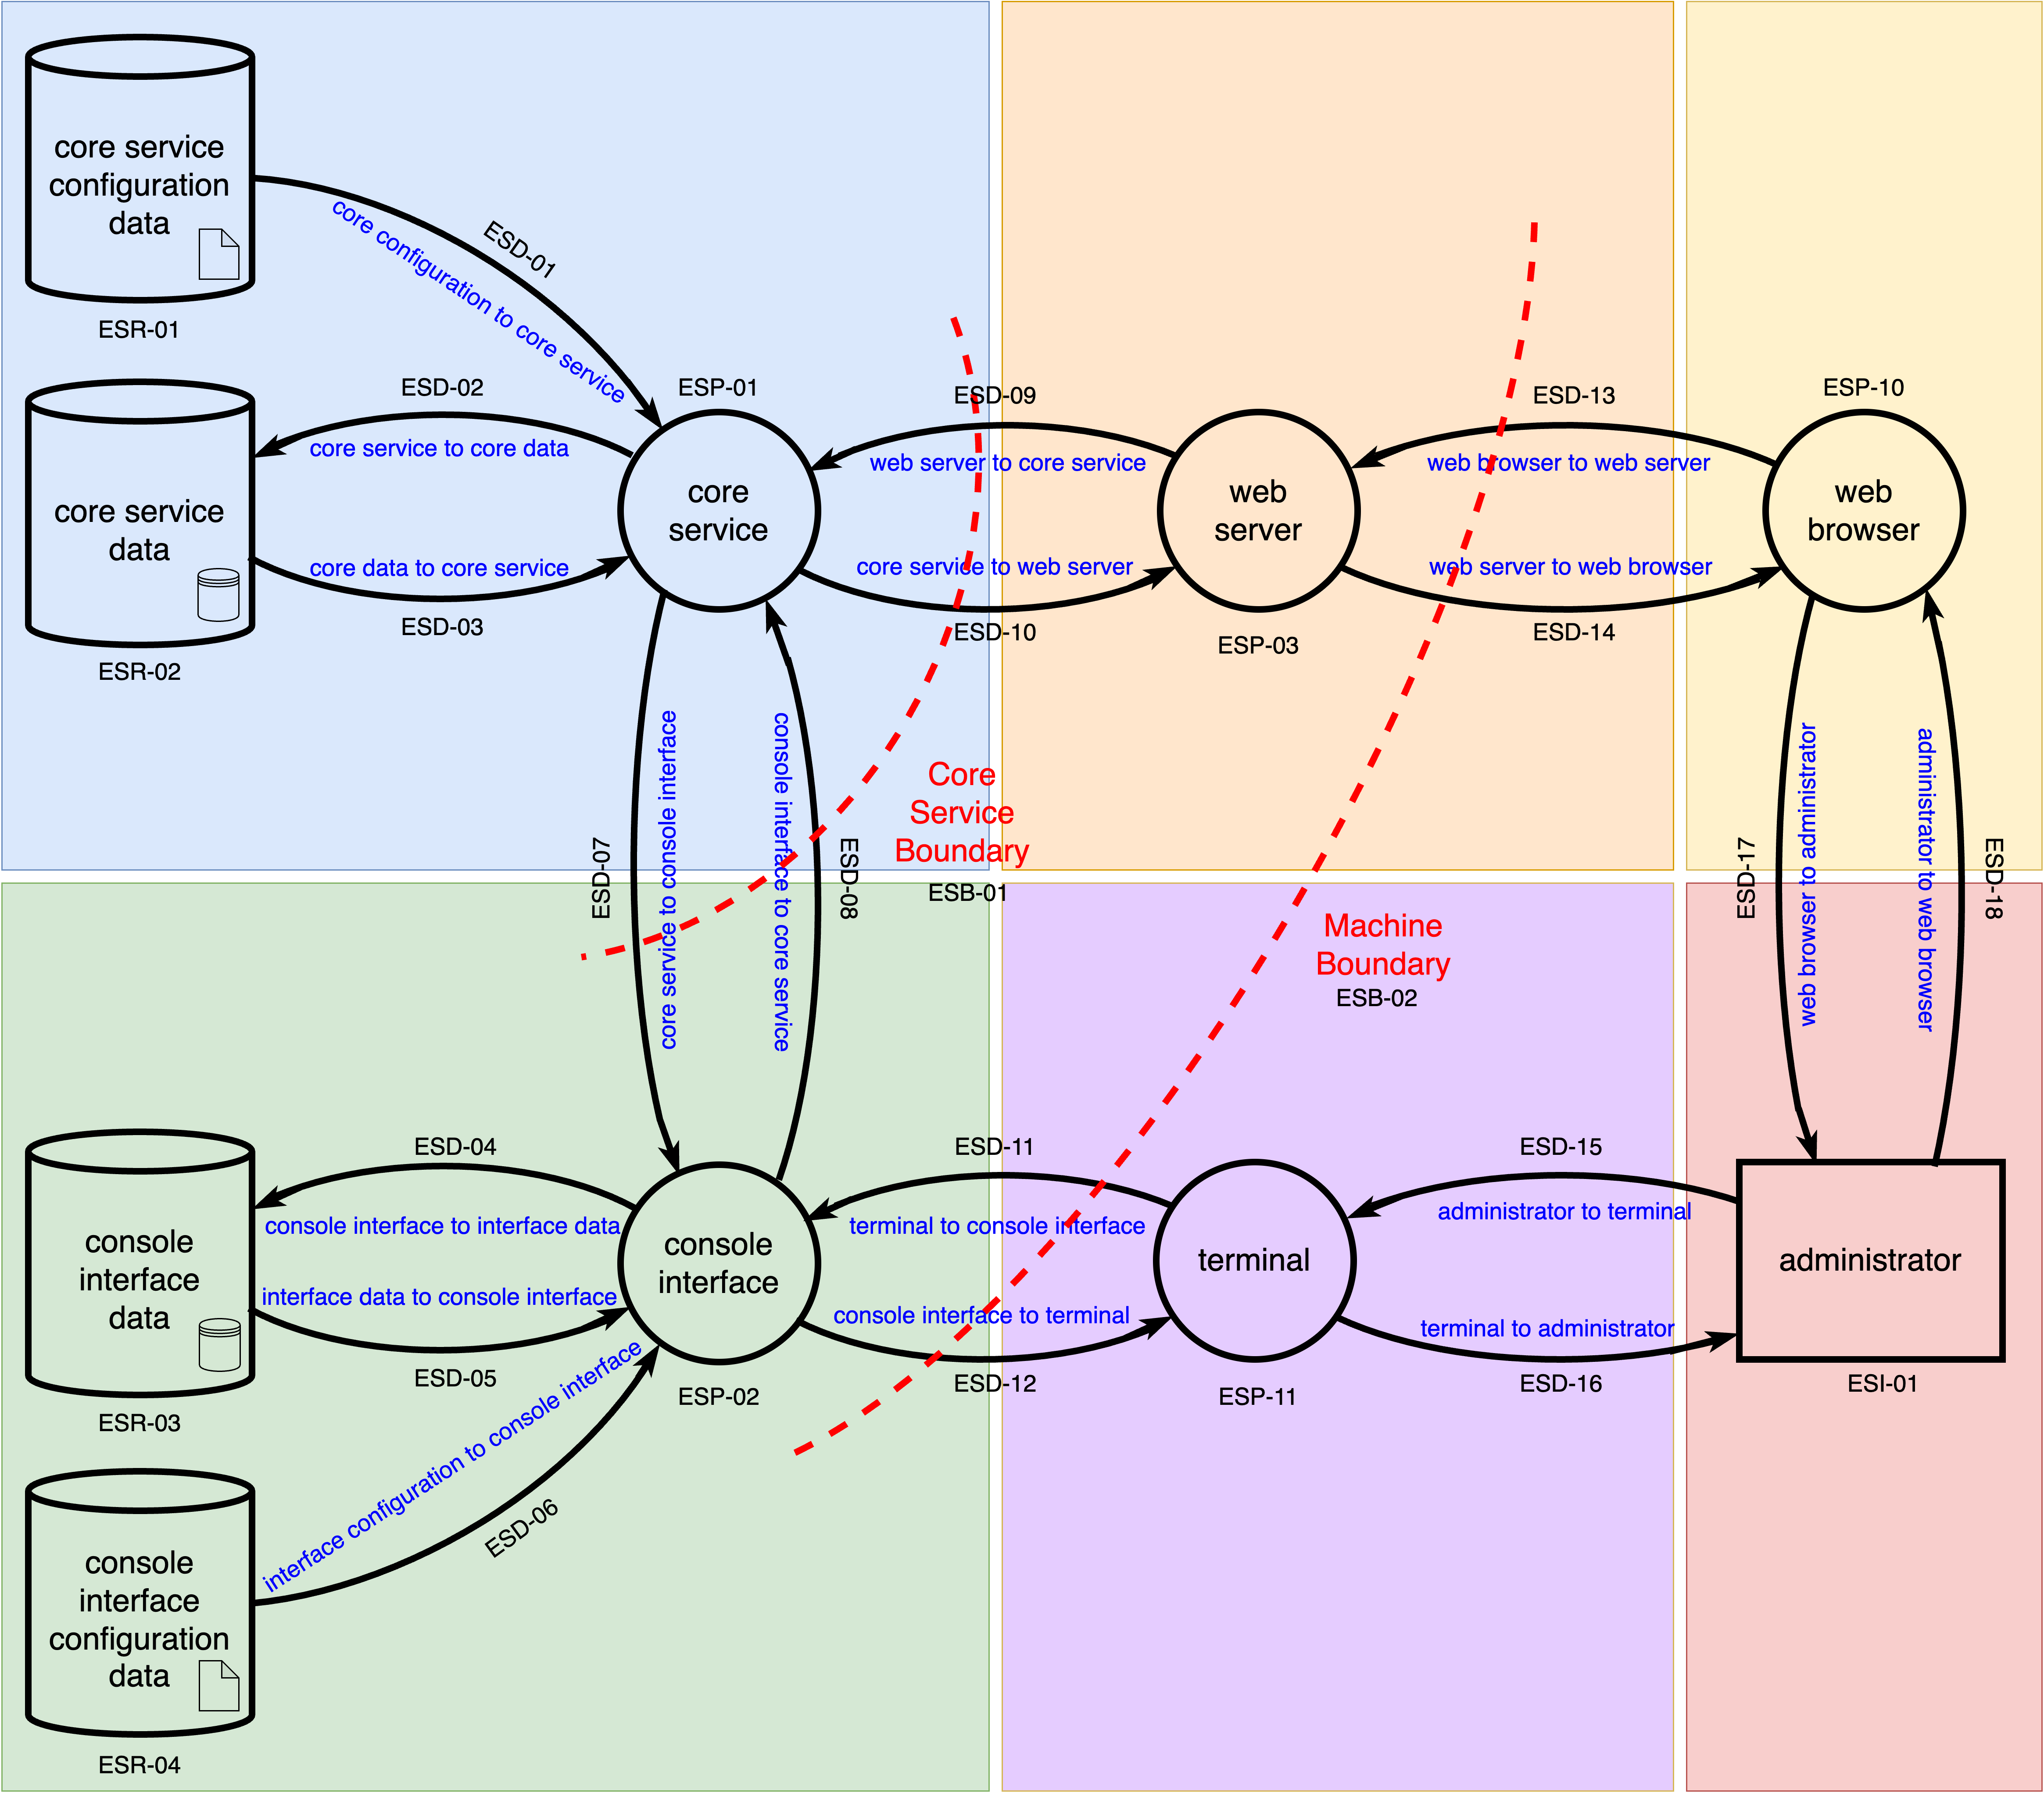 core service
configuration
data
ESR-01
ESD-01
core configuration to core service
core service
data
ESR-02
ESD-02
core service to core data
core data to core service
ESD-03
ESP-01
core
service
ESD-09
web server to core service
core service to web server
ESD-10
web
server
ESP-03
ESD-13
web browser to web server
web server to web browser
ESD-14
ESP-10
web
browser
ESD-07
core service to console interface
console interface to core service
ESD-08
Core
Service
Boundary
ESB-01
Machine
Boundary
ESB-02
ESD-17
web browser to administrator
administrator to web browser
ESD-18
console
interface
data
ESR-03
ESD-04
console interface to interface data
interface data to console interface
ESD-05
console
interface
ESP-02
ESD-11
terminal to console interface
console interface to terminal
ESD-12
terminal
ESP-11
ESD-15
administrator to terminal
terminal to administrator
ESD-16
administrator
ESI-01
interface configuration to console interface
ESD-06
console
interface
configuration
data
ESR-04